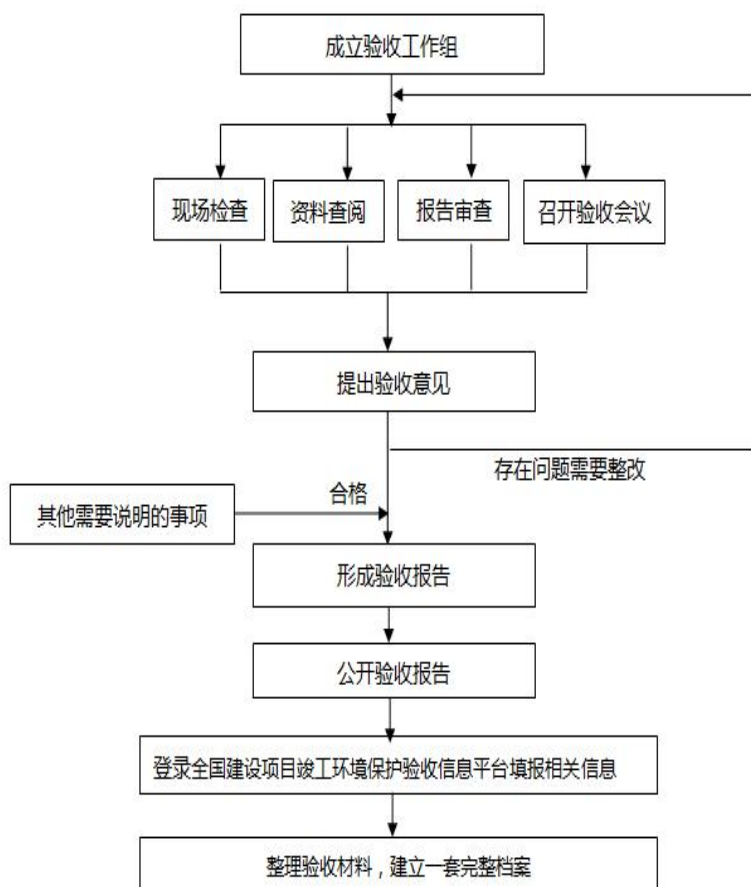 成立验收工作组
现场检查
资料查阅
报告审查
召开验收会议
提出验收意见
存在问题需要整改
合格
其他需要说明的事项
形成验收报告
公开验收报告
登录全国建设项目竣工环境保护验收信息平台填报相关信息
整理验收材料，建立一套完整档案